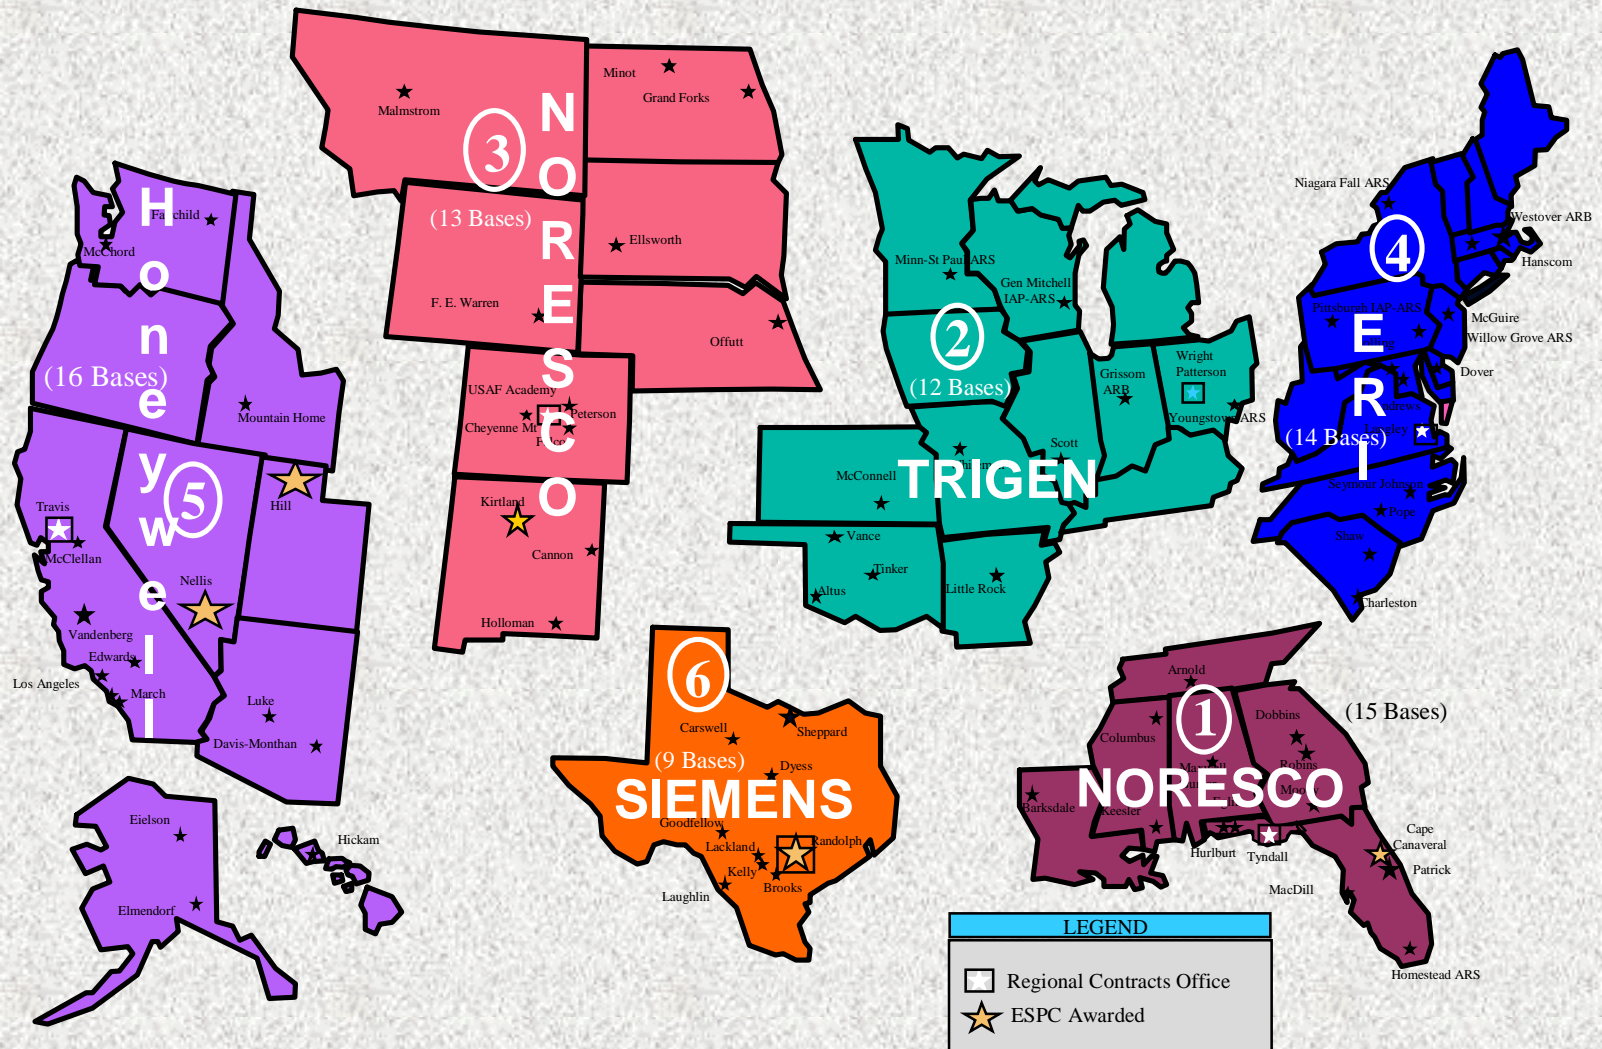 Honeywell
Fairchild
McChord
(16 Bases)
Mountain Home
5
Travis
McClellan
Hill
Nellis
Vandenberg
Edwards
Los Angeles
March
Luke
Davis-Monthan
Eielson
Elmendorf
Hickam
NORESCO
3
(13 Bases)
Malmstrom
Minot
Grand Forks
Ellsworth
F. E. Warren
Offutt
USAF Academy
Peterson
Cheyenne Mt
Kirtland
Cannon
Holloman
TRIGEN
2
(12 Bases)
Minn-St Paul ARS
Gen Mitchell
IAP-ARS
Grissom
ARB
Wright
Patterson
Youngstown ARS
Scott
McConnell
Vance
Tinker
Altus
Little Rock
ERI
4
(14 Bases)
Niagara Fall ARS
Westover ARB
Hanscom
Pittsburgh IAP-ARS
McGuire
Willow Grove ARS
Dover
Langley
Seymour Johnson
Pope
Shaw
Charleston
6
Carswell
Sheppard
(9 Bases)
Dyess
SIEMENS
Goodfellow
Lackland
Randolph
Kelly
Brooks
Laughlin
1
(15 Bases)
Arnold
Dobbins
Columbus
Robins
NORESCO
Moody
Barksdale
Keesler
Hurlburt
Tyndall
Cape
Canaveral
Patrick
MacDill
Homestead ARS
LEGEND
Regional Contracts Office
ESPC Awarded